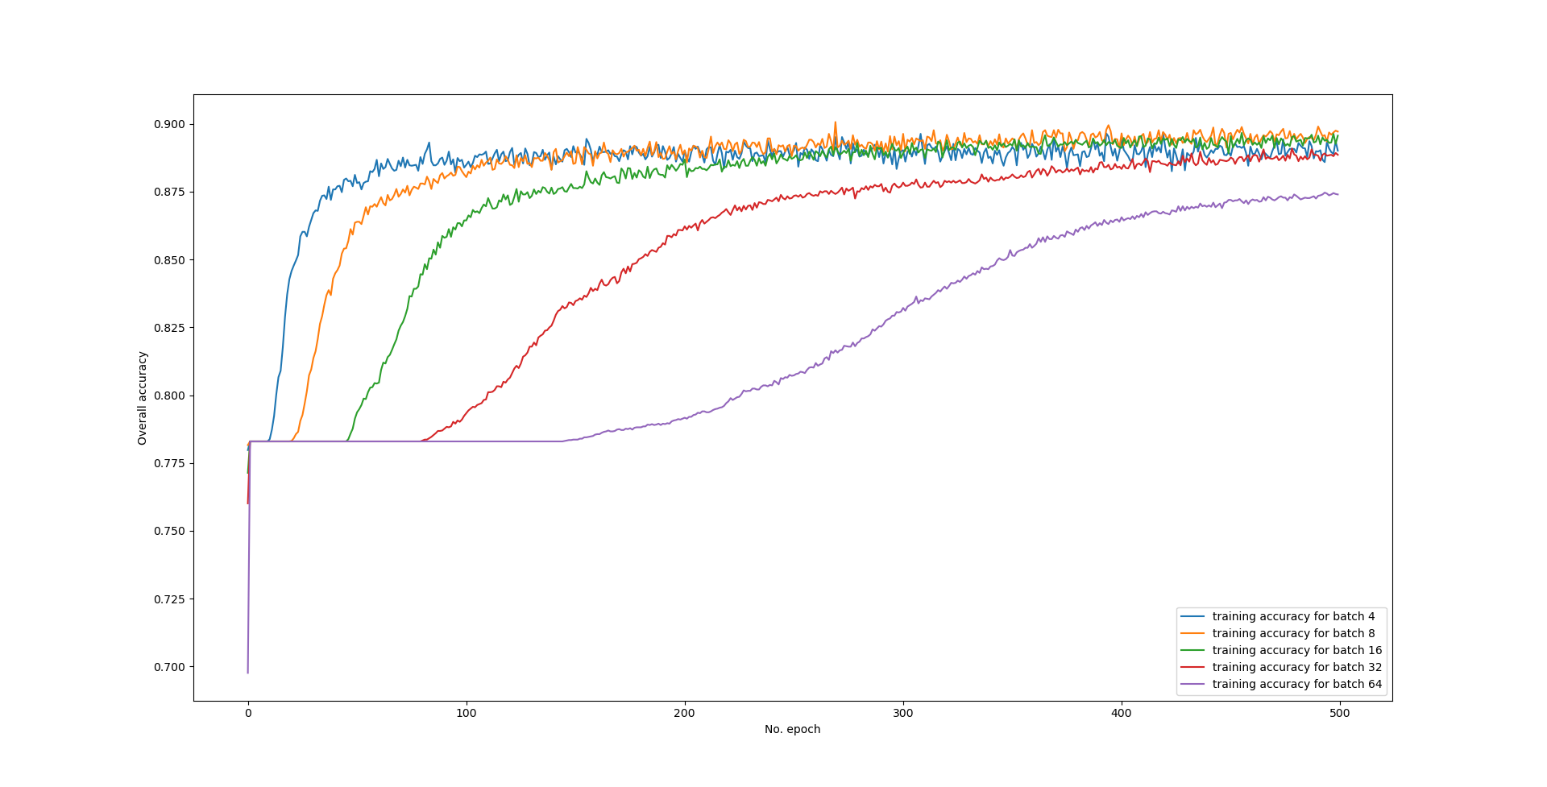 0.900
0.875
0.850
0.825
0.800
0.775
0.750
0.725
0.700
Overall accuracy
0 100 200 300 400 500
No. epoch
training accuracy for batch 4
training accuracy for batch 8
training accuracy for batch 16
training accuracy for batch 32
training accuracy for batch 64